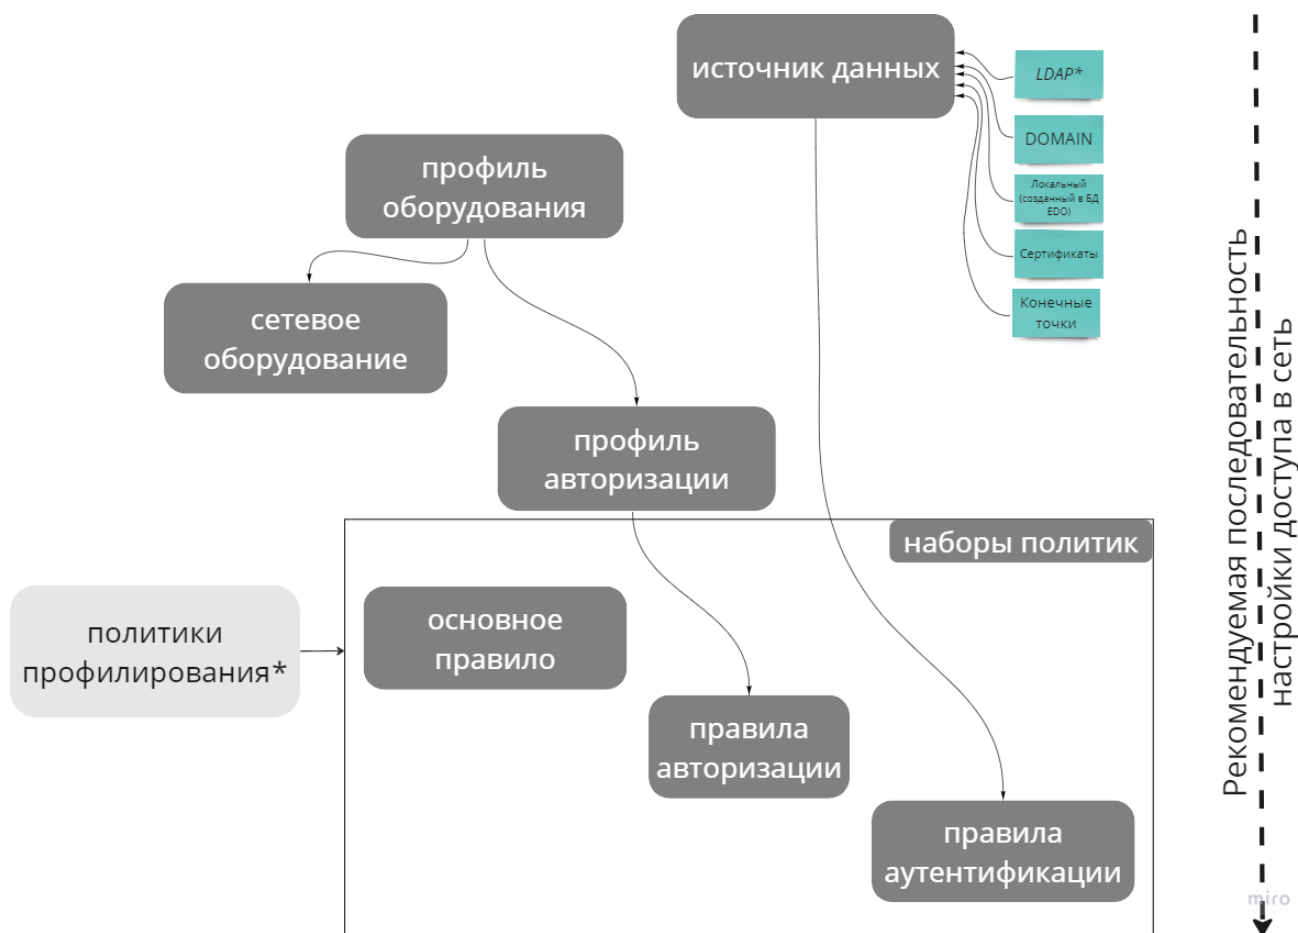 источник данных
LDAP*
DOMAIN
Локальный
(созданный в БД
EDO)
Сертификаты
Конечные
точки
профиль
оборудования
сетевое
оборудование
профиль
авторизации
наборы политик
политики
профилирования*
основное
правило
правила
авторизации
правила
аутентификации
Рекомендуемая последовательность
настройки доступа в сеть
miro